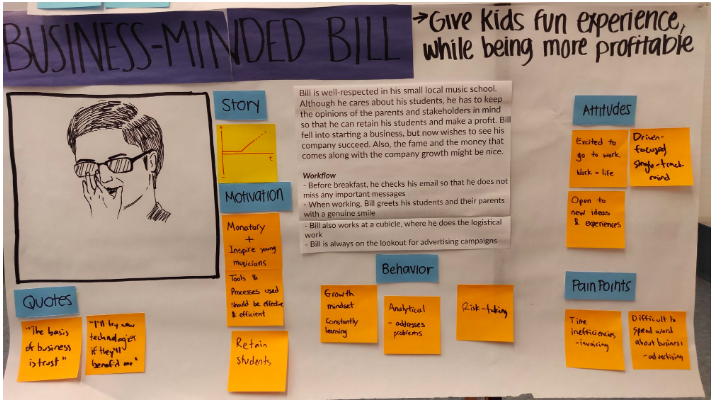 BUSINESS-MINDED BILL
→Give kids fun experience,
while being more profitable
Story
t
Bill is well-respected in his small local music school.
Although he cares about his students, he has to keep
the opinions of the parents and stakeholders in mind
so that he can retain his students and make a profit. Bill
fell into starting a business, but now wishes to see his
company succeed. Also, the fame and the money that
comes along with the company growth might be nice.
Workflow
- Before breakfast, he checks his email so that he does not
miss any important messages
- When working, Bill greets his students and their parents
with a genuine smile
- Bill also works at a cubicle, where he does the logistical
work
- Bill is always on the lookout for advertising campaigns
Motivation
Monatary
+
Inspire young
musicians
Tools &
Processes used
should be effective
& efficient
Retain
students
Quotes
"The basis
of business
is trust"
"I'll try new
technologies
if they'll
benefit me"
Behavior
Growth
mindset
Constantly
learning
Analytical
- addresses
problems
Risk-taking
Attitudes
Excited to
go to work
Work-life
Driven-
focused
single-track
mind
Open to
new ideas
& experiences
Pain Points
Time
inefficiencies
- invoicing
Difficult to
spread word
about business
- advertising